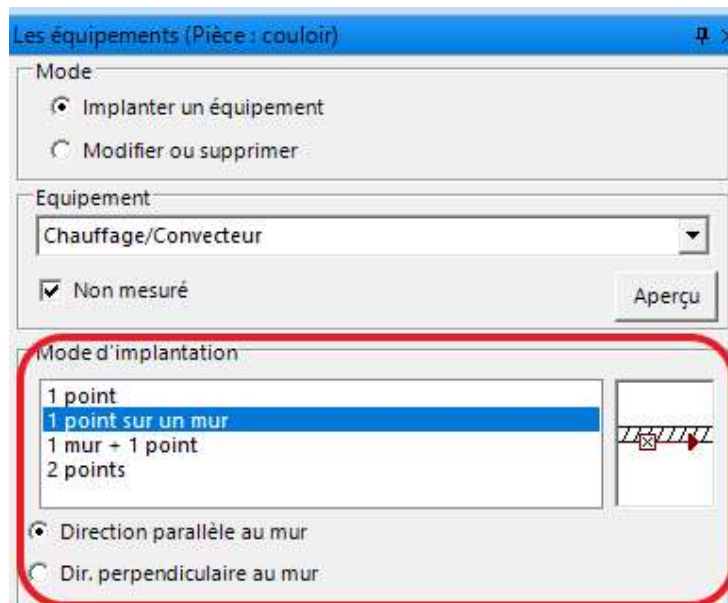 Les équipements (Pièce : couloir)
Mode
Implanter un équipement
Modifier ou supprimer
Equipement
Chauffage/Convecteur
Non mesuré
Aperçu
Mode d'implantation
1 point
1 point sur un mur
1 mur + 1 point
2 points
Direction parallèle au mur
Dir. perpendiculaire au mur